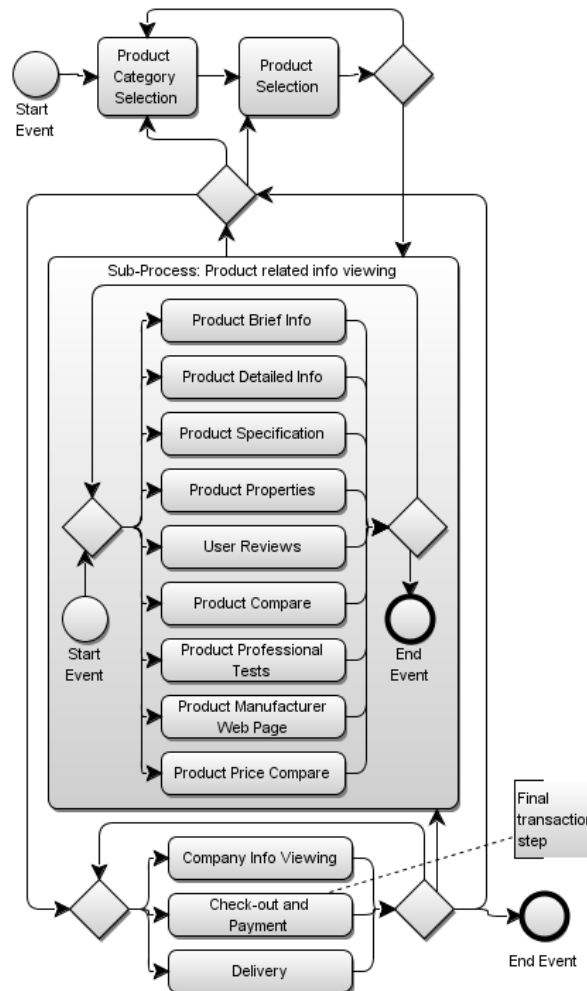 Product
Category
Selection
Product
Selection
Start
Event
Sub-Process: Product related info viewing
Product Brief Info
Product Detailed Info
Product Specification
Product Properties
User Reviews
Product Compare
Start
Event
End
Event
Product Professional
Tests
Product Manufacturer
Web Page
Product Price Compare
Final
transaction
step
Company Info Viewing
Check-out and
Payment
Delivery
End Event